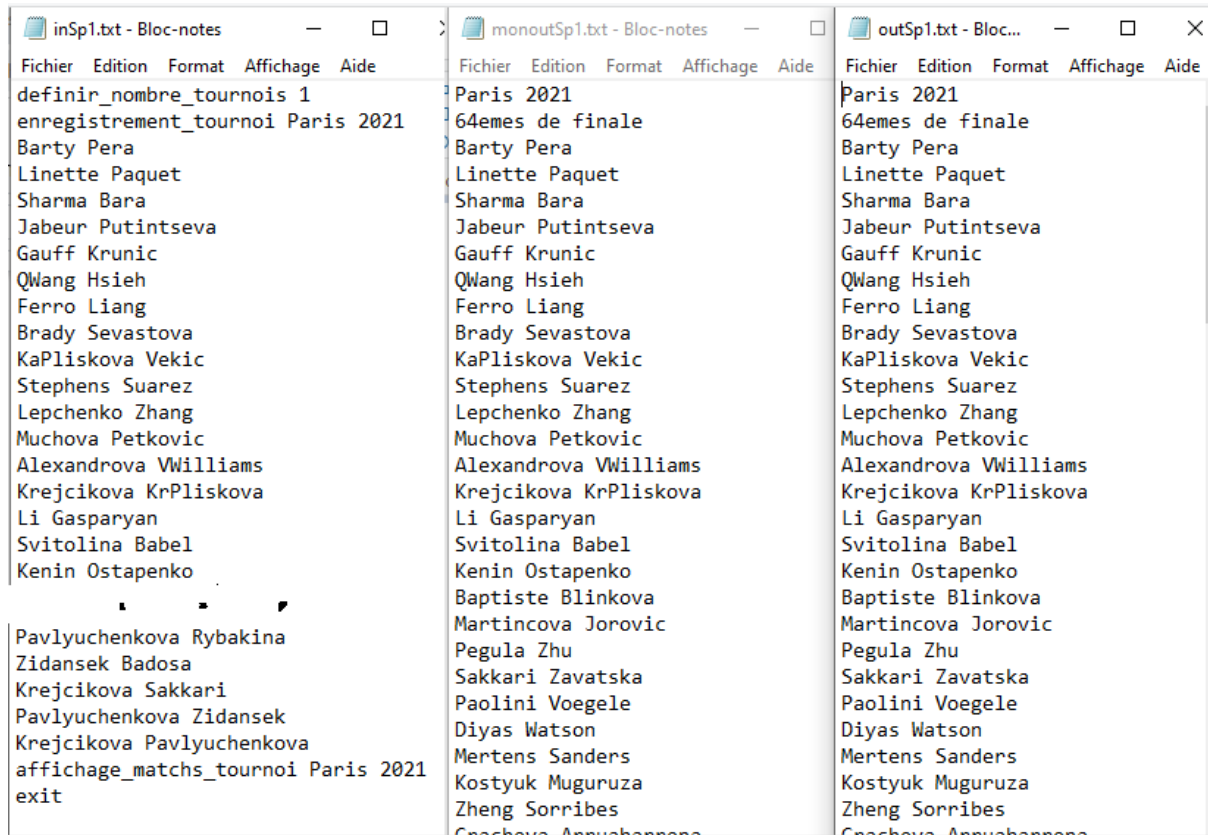 inSp1.txt - Bloc-notes
Fichier Edition Format Affichage Aide
definir_nombre_tournois 1
enregistrement_tournoi Paris 2021
Barty Pera
Linette Paquet
Sharma Bara
Jabeur Putintseva
Gauff Krunic
QWang Hsieh
Ferro Liang
Brady Sevastova
KaPliskova Vekic
Stephens Suarez
Lepchenko Zhang
Muchova Petkovic
Alexandrova VWilliams
Krejcikova KrPliskova
Li Gasparyan
Svitolina Babel
Kenin Ostapenko
Pavlyuchenkova Rybakina
Zidansek Badosa
Krejcikova Sakkari
Pavlyuchenkova Zidansek
Krejcikova Pavlyuchenkova
affichage_matchs_tournoi Paris 2021
exit
monoutSp1.txt - Bloc-notes
Fichier Edition Format Affichage Aide
Paris 2021
64emes de finale
Barty Pera
Linette Paquet
Sharma Bara
Jabeur Putintseva
Gauff Krunic
QWang Hsieh
Ferro Liang
Brady Sevastova
KaPliskova Vekic
Stephens Suarez
Lepchenko Zhang
Muchova Petkovic
Alexandrova VWilliams
Krejcikova KrPliskova
Li Gasparyan
Svitolina Babel
Kenin Ostapenko
Baptiste Blinkova
Martincova Jorovic
Pegula Zhu
Sakkari Zavatska
Paolini Voegele
Diyas Watson
Mertens Sanders
Kostyuk Muguruza
Zheng Sorribes
outSp1.txt - Bloc...
Fichier Edition Format Affichage Aide
Paris 2021
64emes de finale
Barty Pera
Linette Paquet
Sharma Bara
Jabeur Putintseva
Gauff Krunic
QWang Hsieh
Ferro Liang
Brady Sevastova
KaPliskova Vekic
Stephens Suarez
Lepchenko Zhang
Muchova Petkovic
Alexandrova VWilliams
Krejcikova KrPliskova
Li Gasparyan
Svitolina Babel
Kenin Ostapenko
Baptiste Blinkova
Martincova Jorovic
Pegula Zhu
Sakkari Zavatska
Paolini Voegele
Diyas Watson
Mertens Sanders
Kostyuk Muguruza
Zheng Sorribes